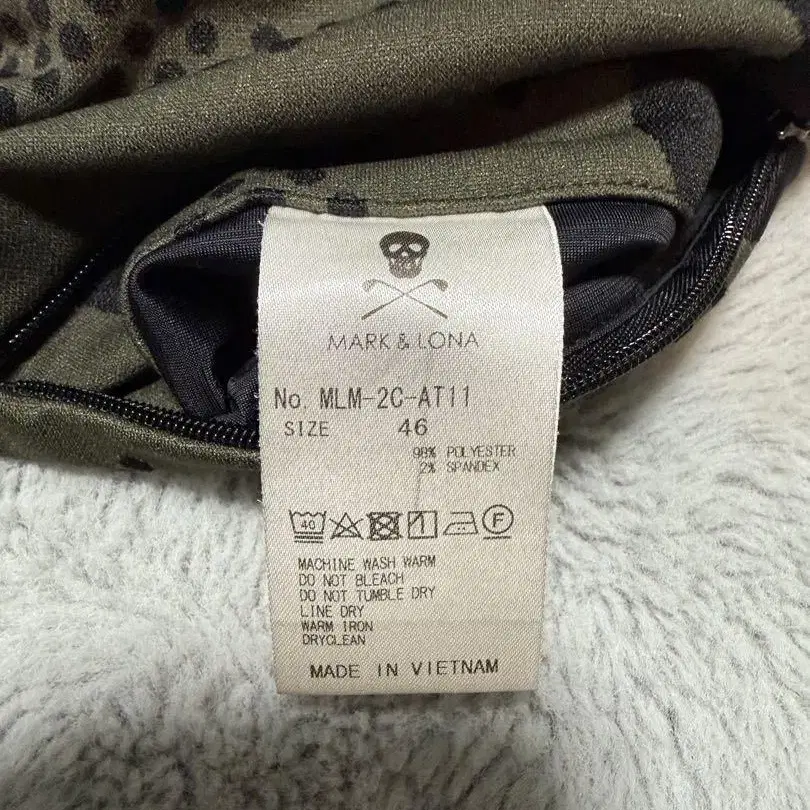 MARK & LONA
No. MLM-2C-AT11
SIZE 46
98% POLYESTER
2% SPANDEX
40 F
MACHINE WASH WARM
DO NOT BLEACH
DO NOT TUMBLE DRY
LINE DRY
WARM IRON
DRYCLEAN
MADE IN VIETNAM